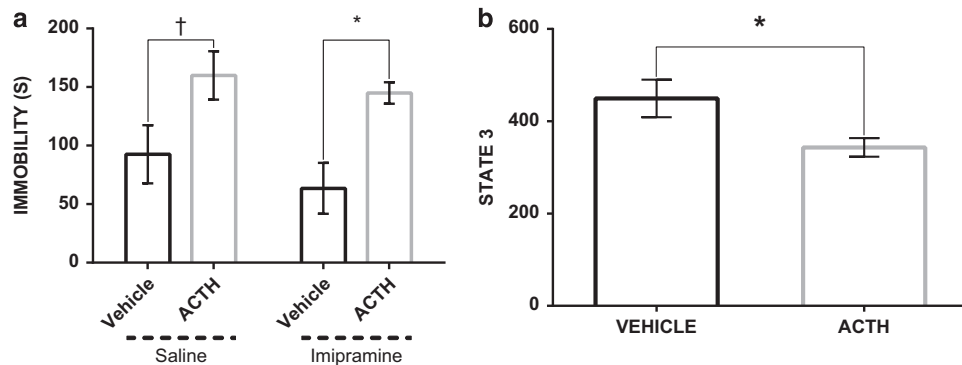 a
IMMOBILITY (S)
200
150
100
50
0
†
*
Vehicle
ACTH
Vehicle
ACTH
Saline
Imipramine
b
STATE 3
600
400
200
0
*
VEHICLE
ACTH